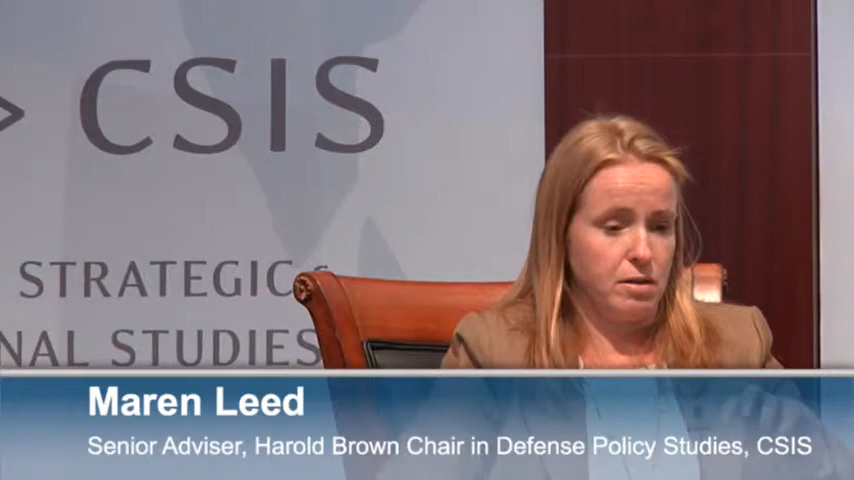 CSIS
STRATEGIC &
NAL STUDIES
Maren Leed
Senior Adviser, Harold Brown Chair in Defense Policy Studies, CSIS